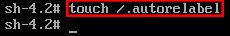 sh-4.2# touch /.autorelabel
sh-4.2# _